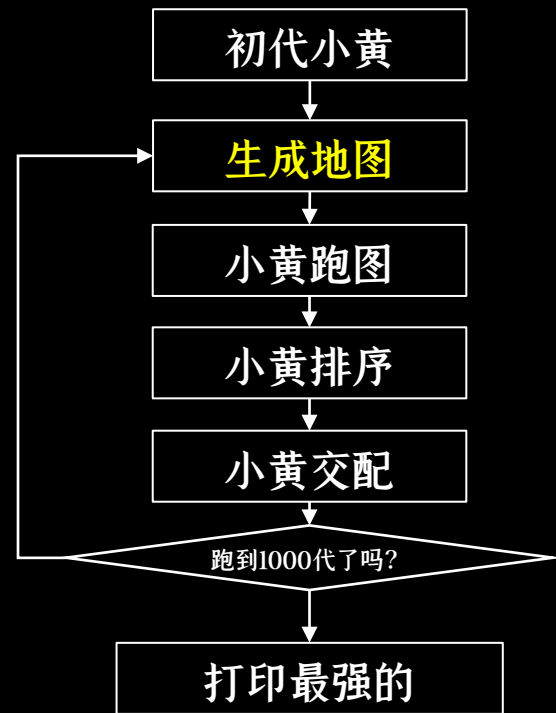 初代小黄
生成地图
小黄跑图
小黄排序
小黄交配
跑到1000代了吗?
打印最强的